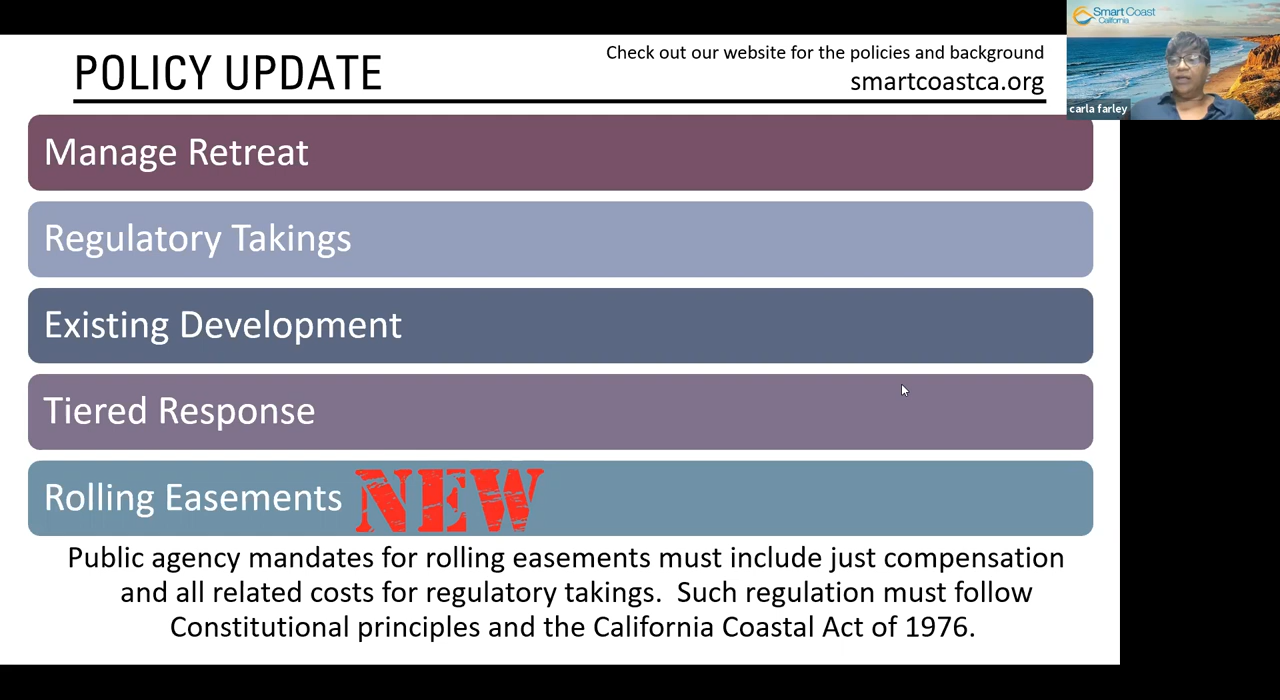 POLICY UPDATE
Check out our website for the policies and background
smartcoastca.org
Smart Coast
California
carla farley
Manage Retreat
Regulatory Takings
Existing Development
Tiered Response
Rolling Easements NEW
Public agency mandates for rolling easements must include just compensation
and all related costs for regulatory takings. Such regulation must follow
Constitutional principles and the California Coastal Act of 1976.